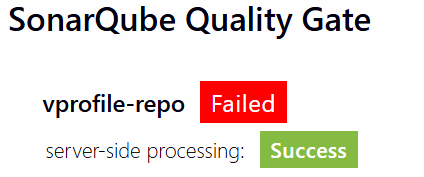 SonarQube Quality Gate
vprofile-repo Failed
server-side processing: Success